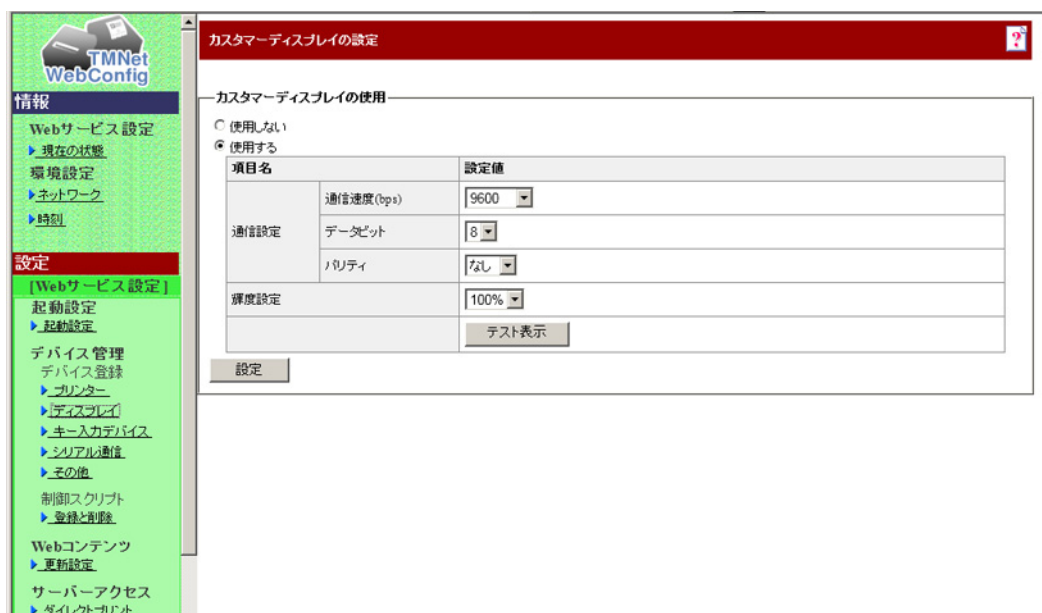 TMNet
WebConfig
情報
Webサービス設定
現在の状態
環境設定
ネットワーク
時刻
設定
[Webサービス設定]
起動設定
起動設定
デバイス管理
デバイス登録
プリンター
ディスプレイ
キー入力デバイス
シリアル通信
その他
制御スクリプト
登録と削除
Webコンテンツ
更新設定
サーバーアクセス
ダイレクトプリント
カスタマーディスプレイの設定
?
カスタマーディスプレイの使用
使用しない
使用する
項目名 設定値
通信設定 通信速度(bps) 9600
データビット 8
パリティ なし
輝度設定 100%
テスト表示
設定